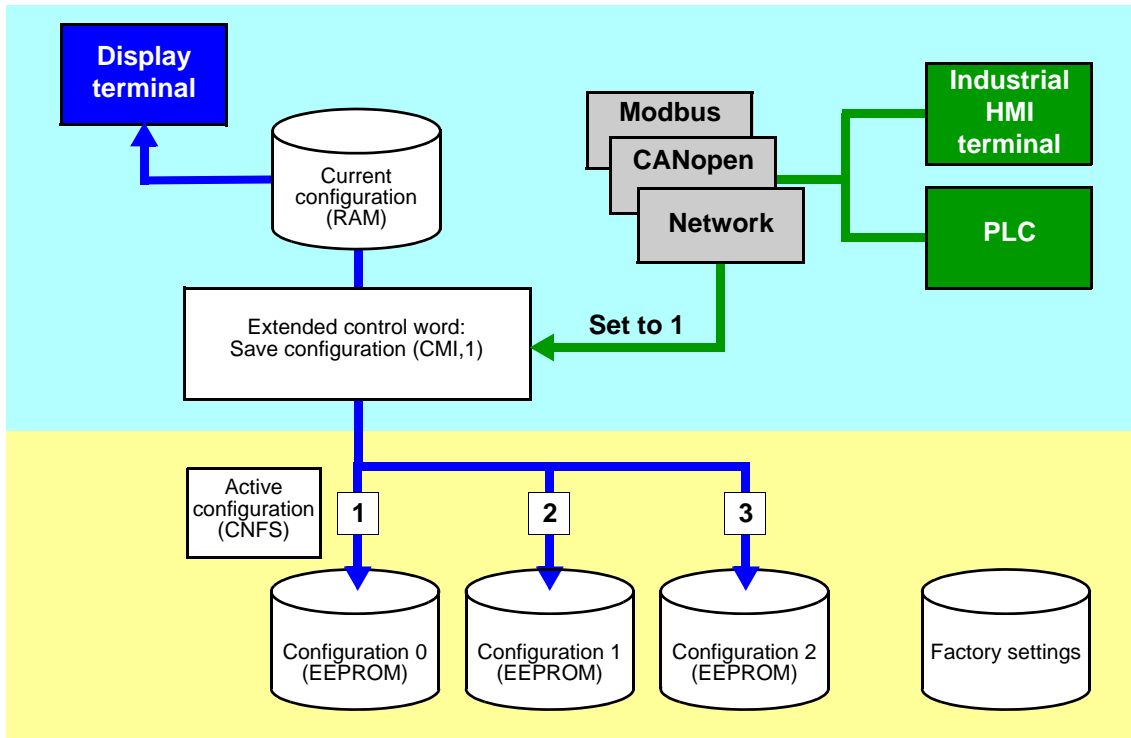 Display
terminal
Current
configuration
(RAM)
Modbus
CANopen
Network
Industrial
HMI
terminal
PLC
Extended control word:
Save configuration (CMI,1)
Set to 1
Active
configuration
(CNFS)
1
2
3
Configuration 0
(EEPROM)
Configuration 1
(EEPROM)
Configuration 2
(EEPROM)
Factory settings